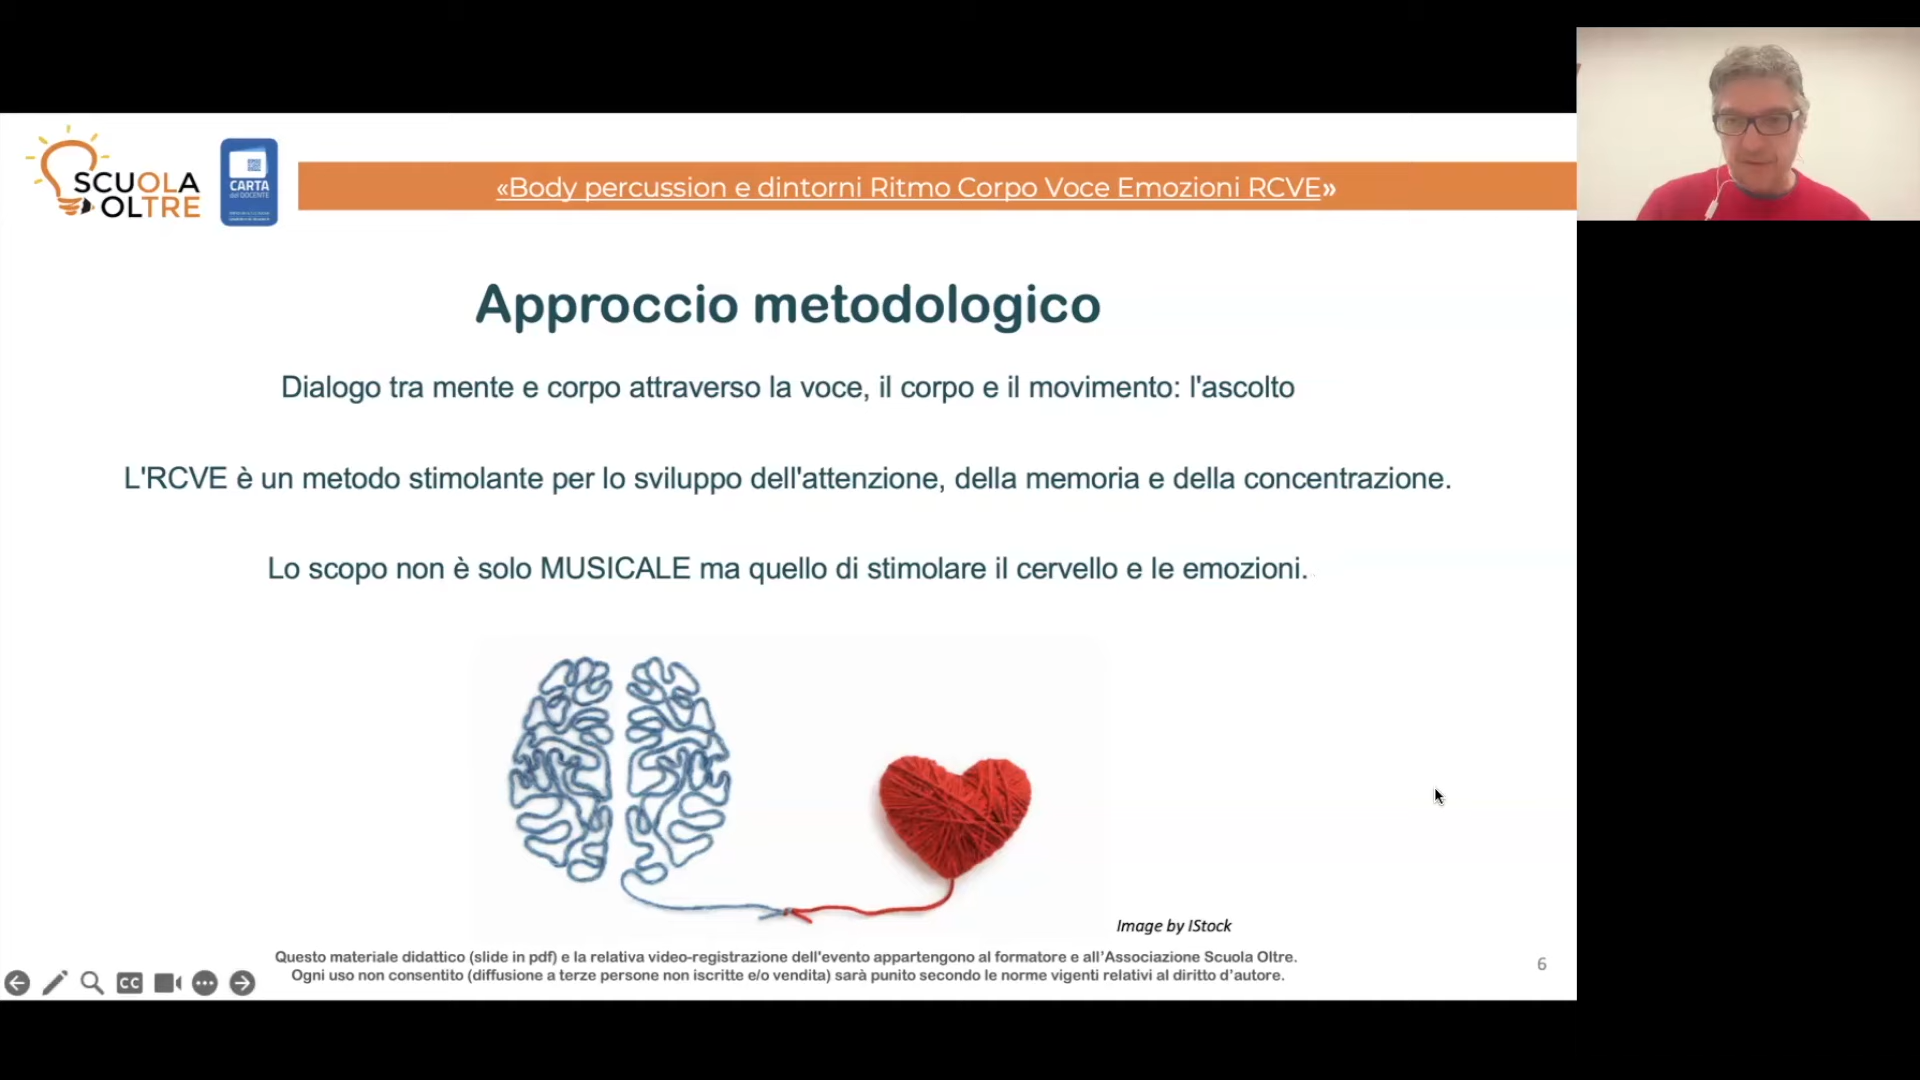 SCUOLA
OLTRE
CARTA
del DOCENTE
«Body percussion e dintorni Ritmo Corpo Voce Emozioni RCVE»
Approccio metodologico
Dialogo tra mente e corpo attraverso la voce, il corpo e il movimento: l'ascolto
L'RCVE è un metodo stimolante per lo sviluppo dell'attenzione, della memoria e della concentrazione.
Lo scopo non è solo MUSICALE ma quello di stimolare il cervello e le emozioni.
Image by IStock
Questo materiale didattico (slide in pdf) e la relativa video-registrazione dell'evento appartengono al formatore e all'Associazione Scuola Oltre.
Ogni uso non consentito (diffusione a terze persone non iscritte e/o vendita) sarà punito secondo le norme vigenti relativi al diritto d'autore.
6
CC